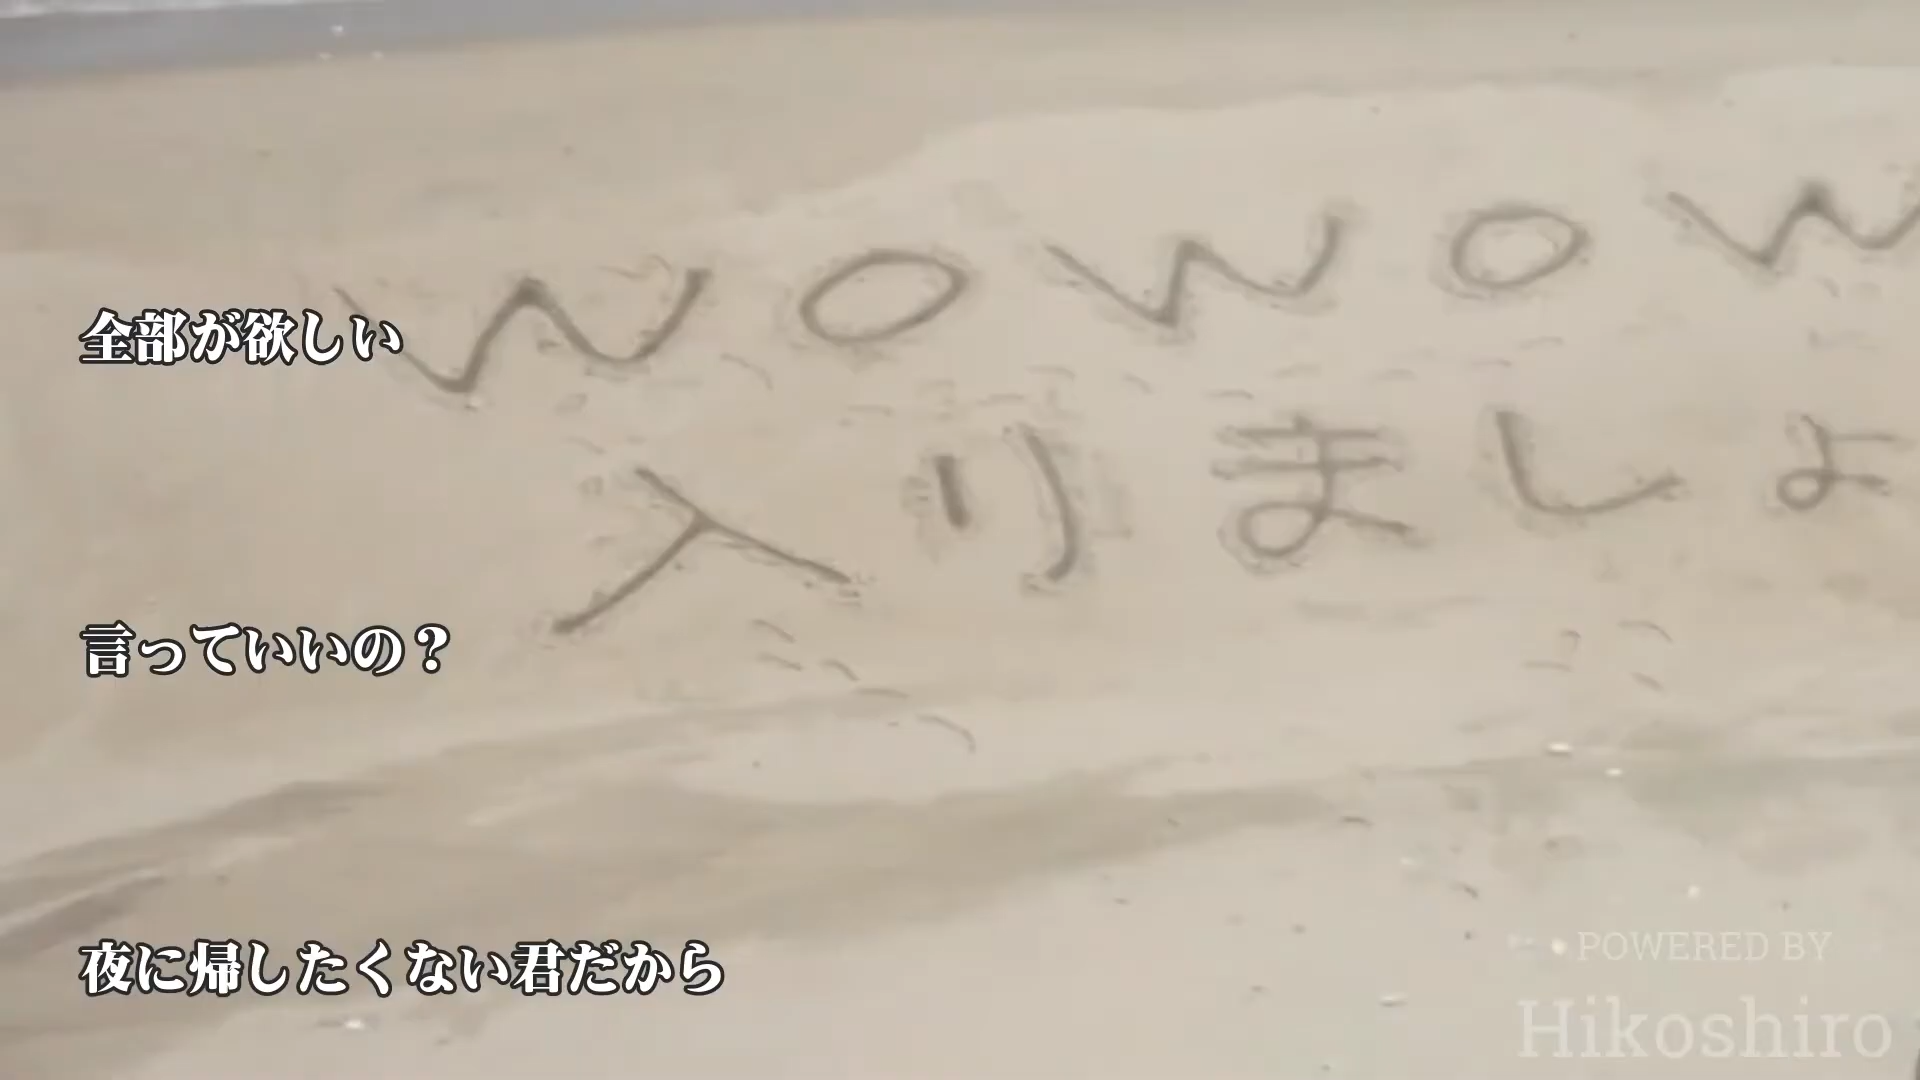 WOWOW
入りましょ
全部が欲しい
言っていいの？
夜に帰したくない君だから
POWERED BY
Hikoshiro